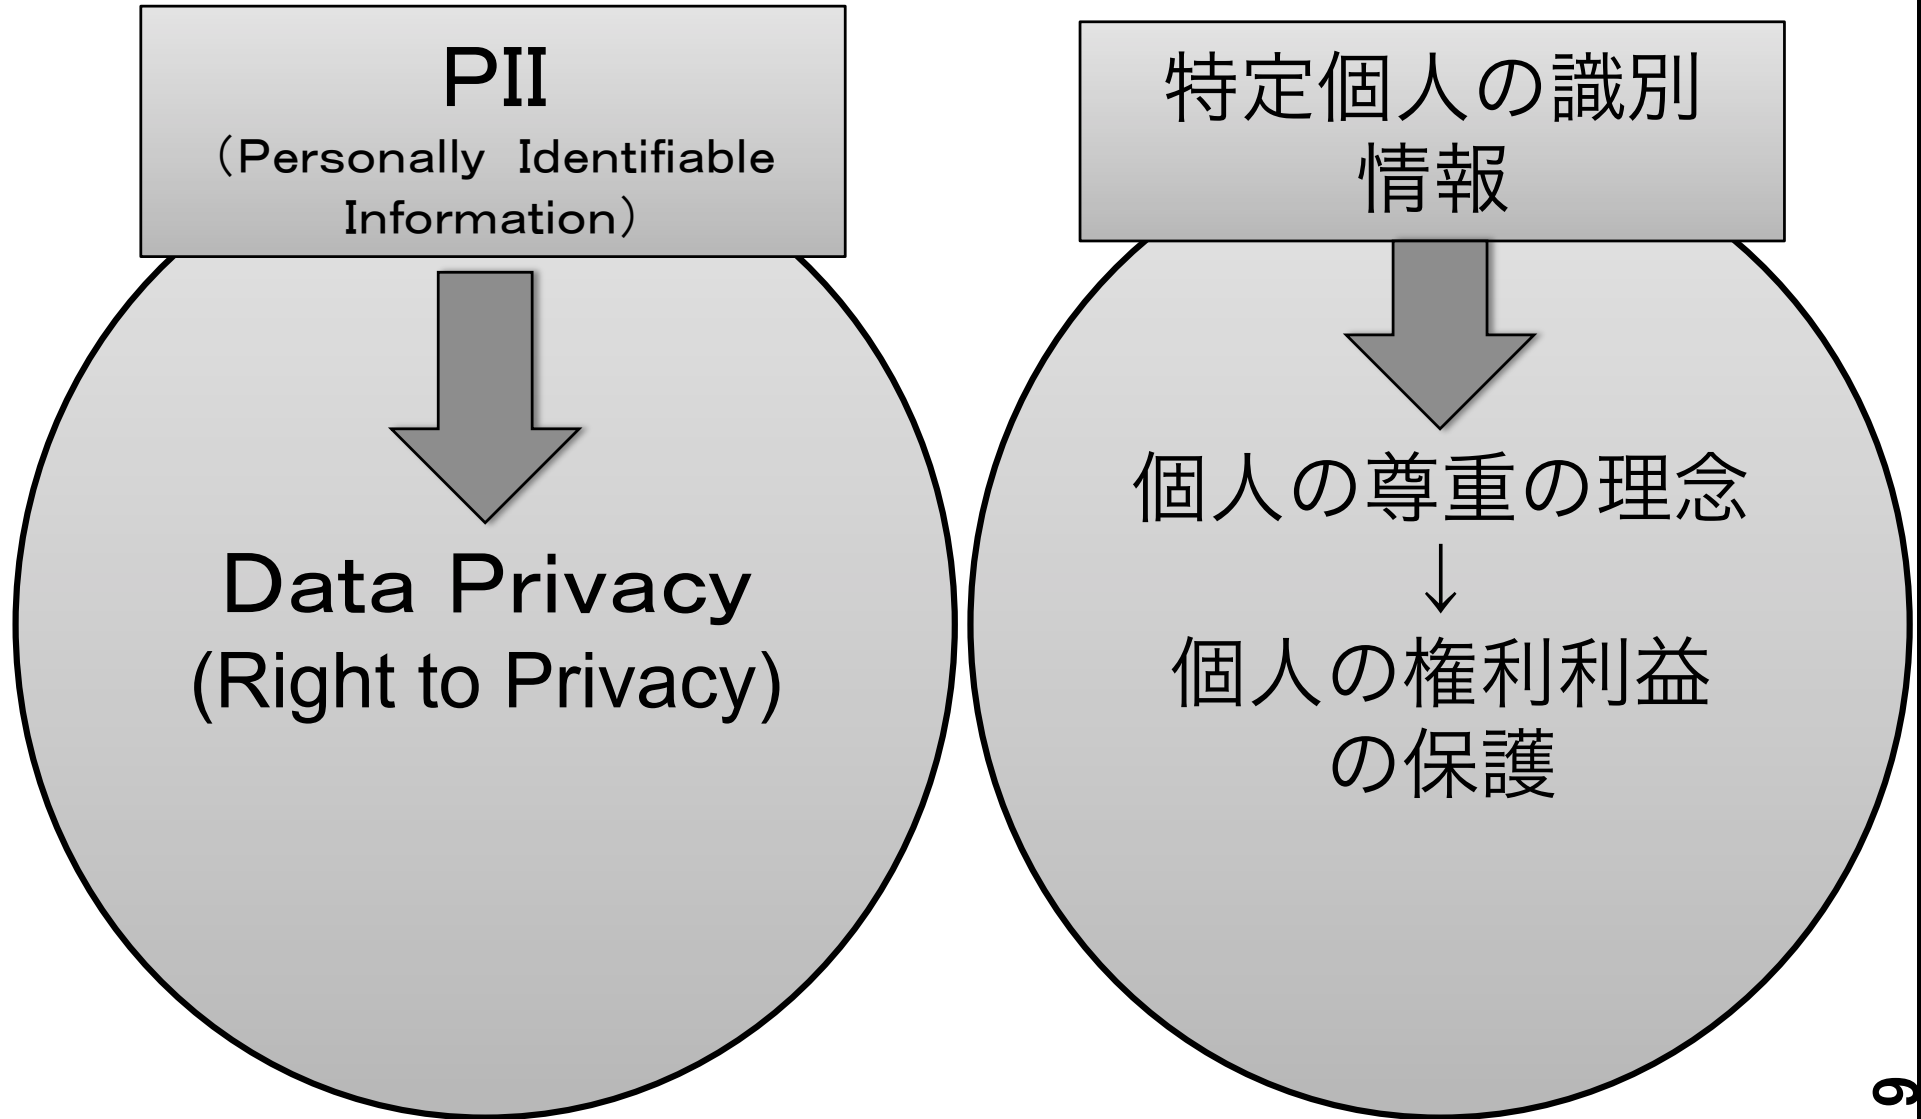 PII
（Personally Identifiable
Information）
Data Privacy
(Right to Privacy)
特定個人の識別
情報
個人の尊重の理念
↓
個人の権利利益
の保護
9